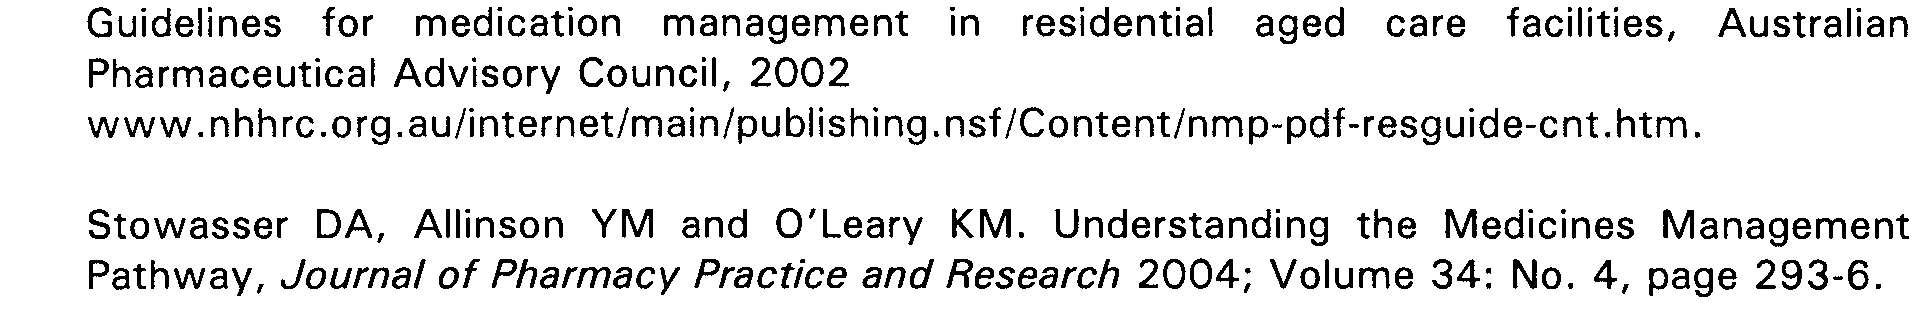 Guidelines for medication management in residential aged care facilities, Australian
Pharmaceutical Advisory Council, 2002
www.nhhrc.org.au/internet/main/publishing.nsf/Content/nmp-pdf-resguide-cnt.htm.
Stowasser DA, Allinson YM and O'Leary KM. Understanding the Medicines Management
Pathway, Journal of Pharmacy Practice and Research 2004; Volume 34: No. 4, page 293-6.